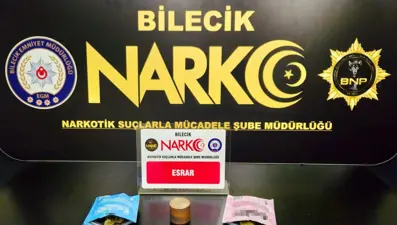 BİLECİK
BİLECİK EMNİYET MÜDÜRLÜĞÜ
EGM
NARKO
BNP
NARKOTİK SUÇLARLA MÜCADELE ŞUBE MÜDÜRLÜĞÜ
BİLECİK
NARKO
NARKOTİK SUÇLARLA MÜCADELE ŞUBE MÜDÜRLÜĞÜ
ESRAR